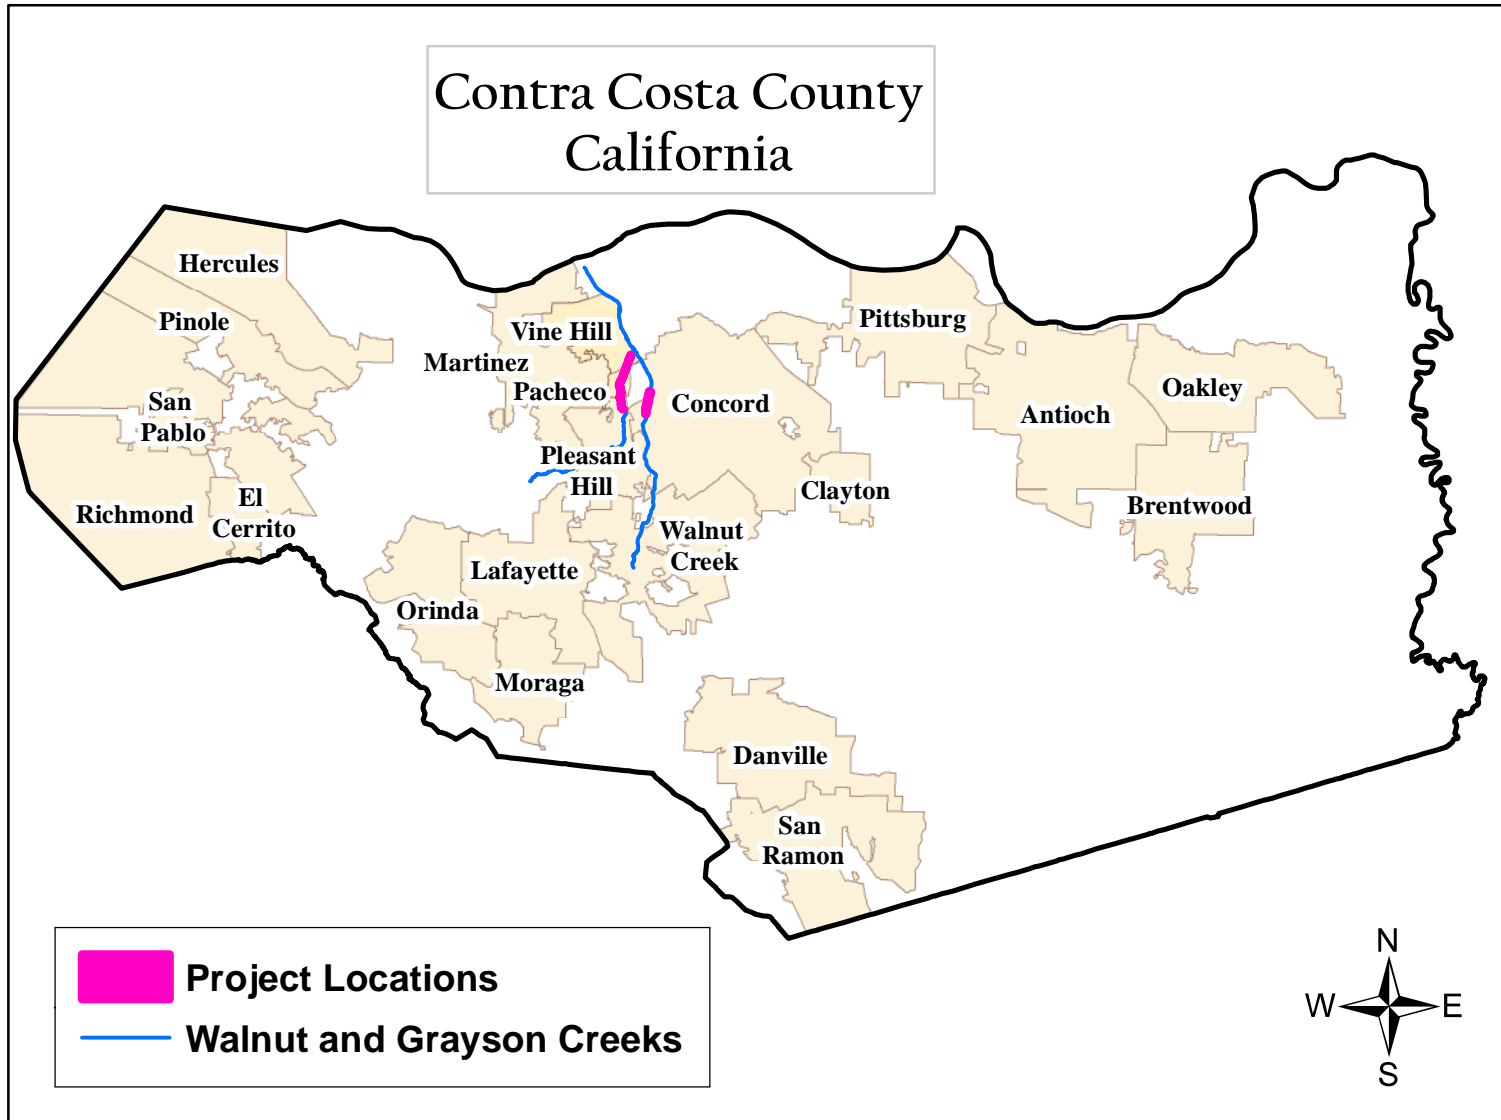 Contra Costa County
California
Hercules
Pinole
Vine Hill
Pittsburg
Martinez
Pacheco
Concord
San
Pablo
Antioch
Oakley
Pleasant
Hill
El
Cerrito
Richmond
Clayton
Brentwood
Walnut
Creek
Lafayette
Orinda
Moraga
Danville
San
Ramon
Project Locations
Walnut and Grayson Creeks
N
W
E
S